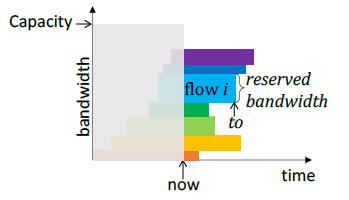 Capacity
bandwidth
flow i
reserved
bandwidth
to
now
time